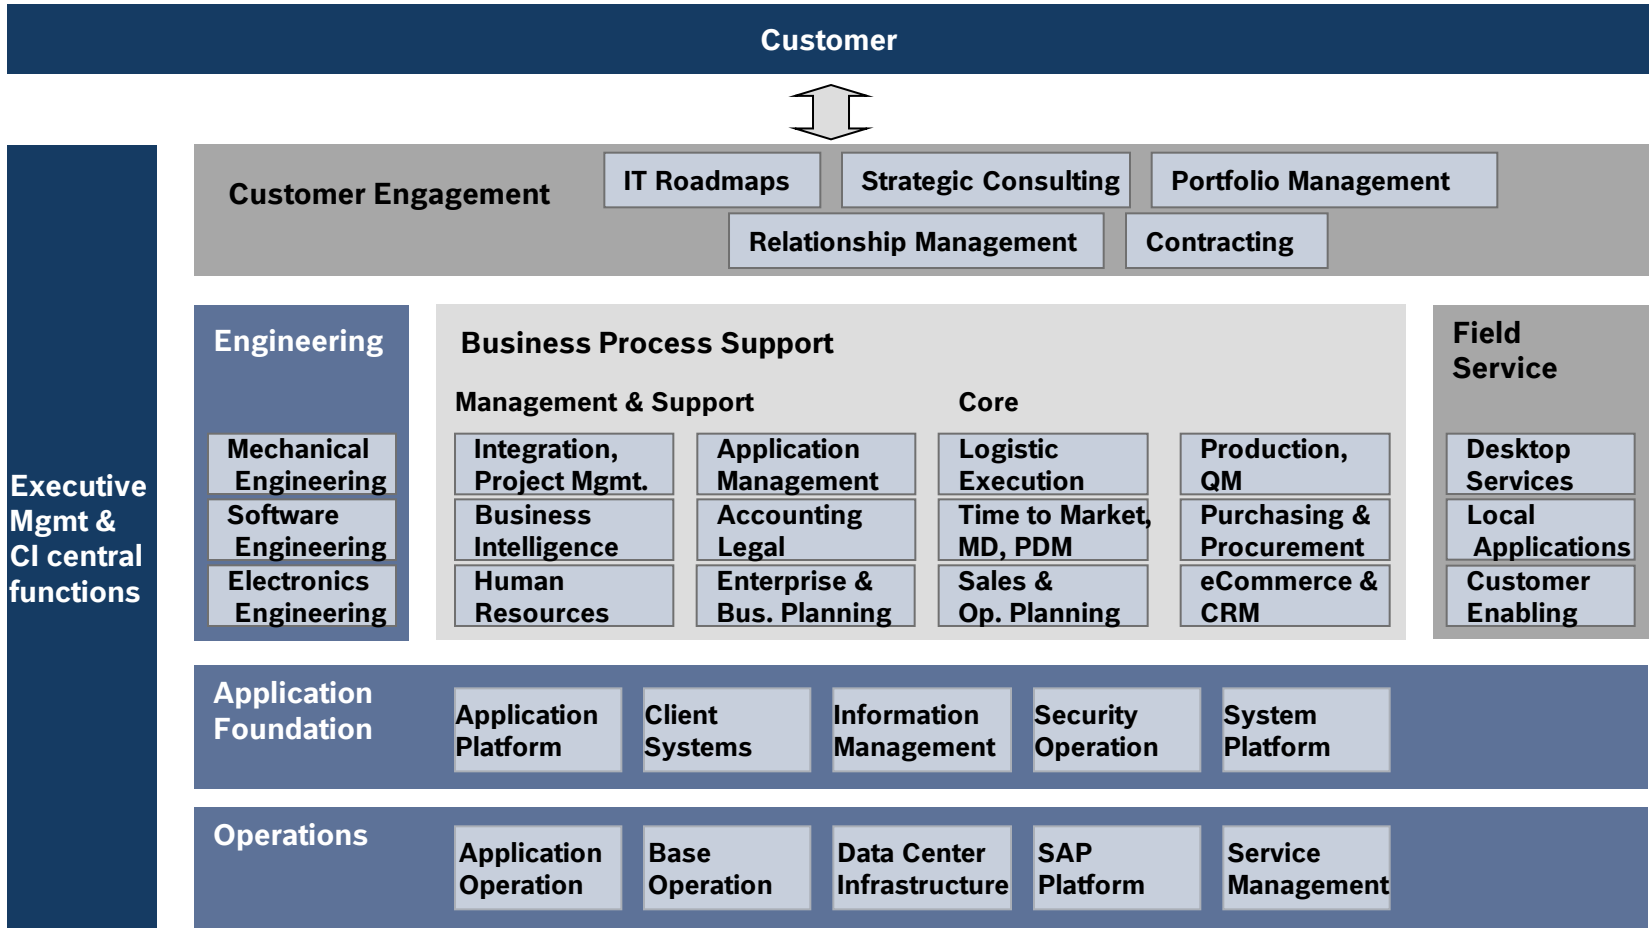 Customer
Customer Engagement
IT Roadmaps
Strategic Consulting
Portfolio Management
Relationship Management
Contracting
Executive
Mgmt &
CI central
functions
Engineering
Mechanical
Engineering
Software
Engineering
Electronics
Engineering
Business Process Support
Management & Support
Core
Integration,
Project Mgmt.
Application
Management
Logistic
Execution
Production,
QM
Business
Intelligence
Accounting
Legal
Time to Market,
MD, PDM
Purchasing &
Procurement
Human
Resources
Enterprise &
Bus. Planning
Sales &
Op. Planning
eCommerce &
CRM
Field
Service
Desktop
Services
Local
Applications
Customer
Enabling
Application
Foundation
Application
Platform
Client
Systems
Information
Management
Security
Operation
System
Platform
Operations
Application
Operation
Base
Operation
Data Center
Infrastructure
SAP
Platform
Service
Management